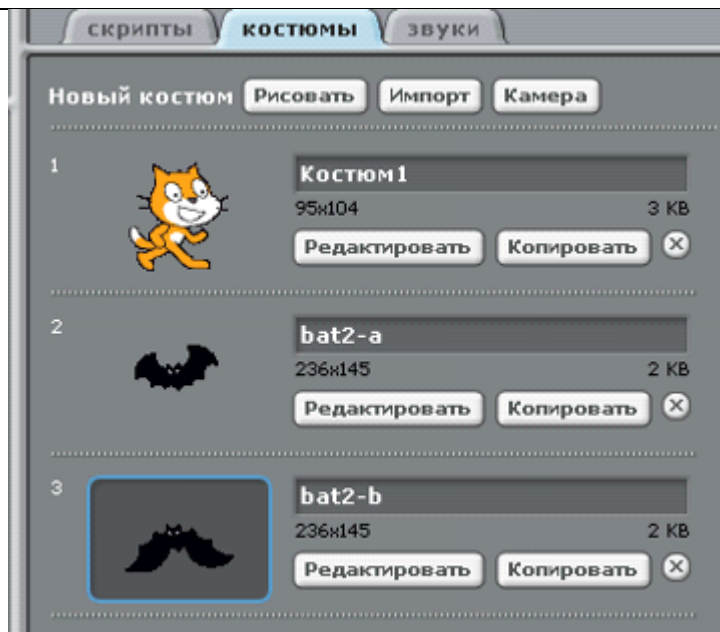 скрипты костюмы звуки
Новый костюм Рисовать Импорт Камера
1
Костюм1
95x104 3 KB
Редактировать Копировать
2
bat2-a
236x145 2 KB
Редактировать Копировать
3
bat2-b
236x145 2 KB
Редактировать Копировать